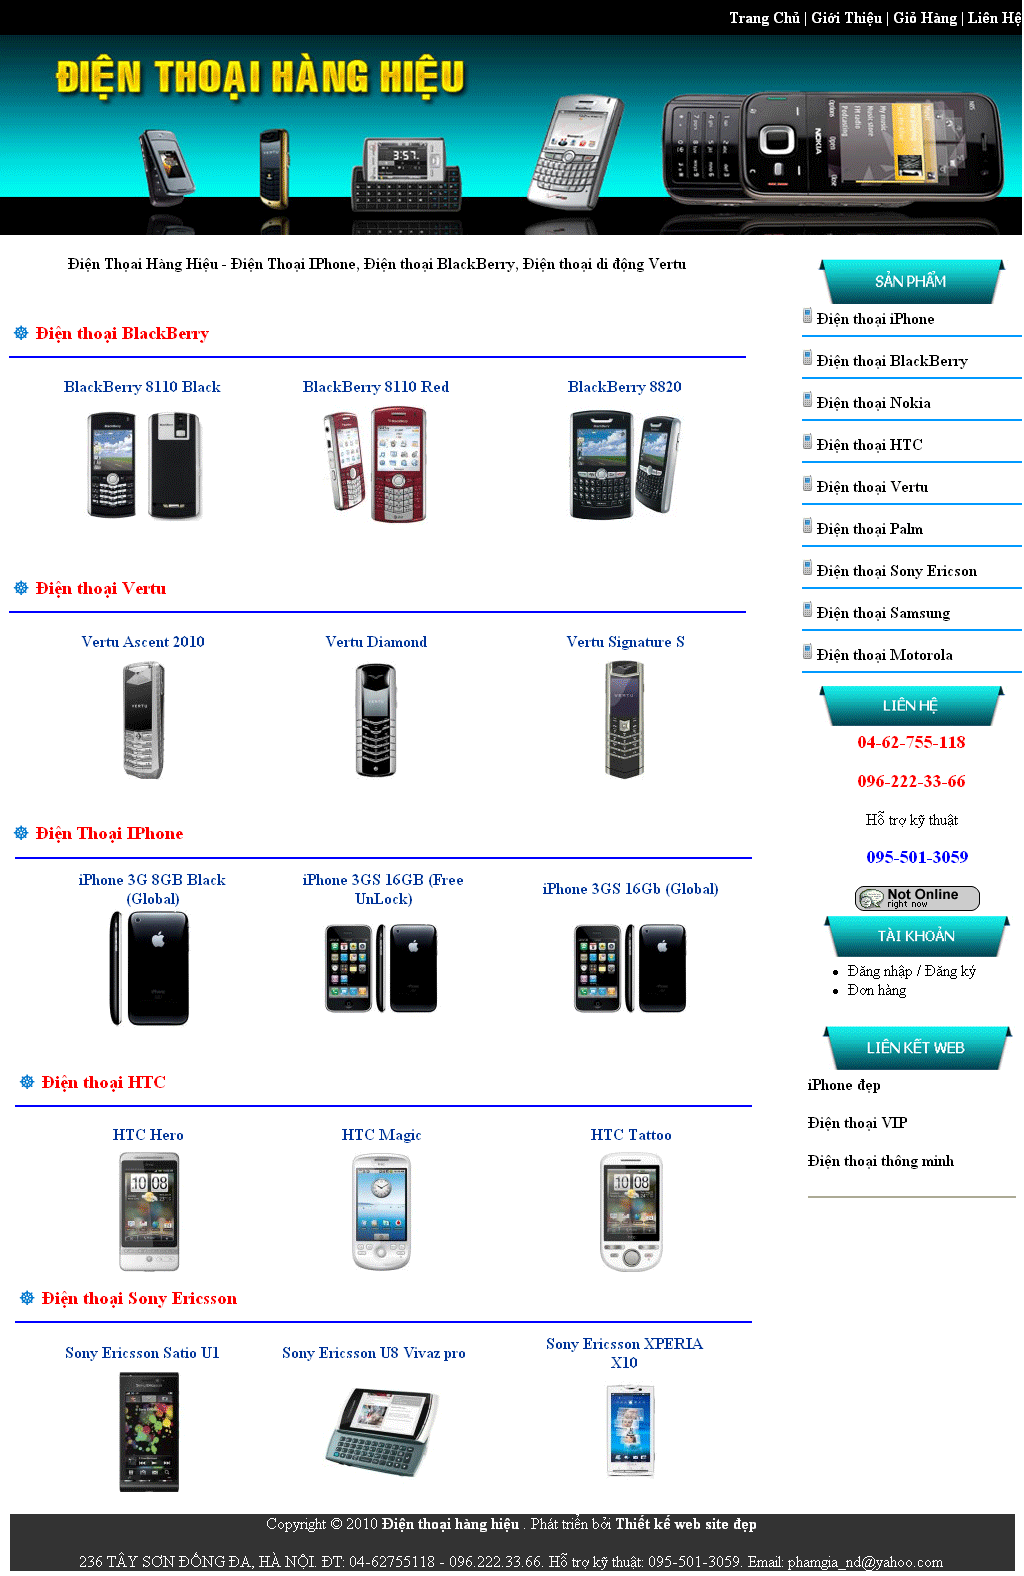 Trang Chủ | Giới Thiệu | Giỏ Hàng | Liên Hệ
ĐIỆN THOẠI HÀNG HIỆU
3:57
NOKIA
Điện Thọai Hàng Hiệu - Điện Thoại IPhone, Điện thoại BlackBerry, Điện thoại di động Vertu
Điện thoại BlackBerry
BlackBerry 8110 Black
BlackBerry 8110 Red
BlackBerry 8820
Điện thoại Vertu
Vertu Ascent 2010
Vertu Diamond
Vertu Signature S
Điện Thoại IPhone
iPhone 3G 8GB Black
(Global)
iPhone 3GS 16GB (Free
UnLock)
iPhone 3GS 16Gb (Global)
Điện thoại HTC
HTC Hero
HTC Magic
HTC Tattoo
10:08
10:08
Điện thoại Sony Ericsson
Sony Ericsson Satio U1
Sony Ericsson U8 Vivaz pro
Sony Ericsson XPERIA
X10
SẢN PHẨM
Điện thoại iPhone
Điện thoại BlackBerry
Điện thoại Nokia
Điện thoại HTC
Điện thoại Vertu
Điện thoại Palm
Điện thoại Sony Ericson
Điện thoại Samsung
Điện thoại Motorola
LIÊN HỆ
04-62-755-118
096-222-33-66
Hỗ trợ kỹ thuật
095-501-3059
Not Online
right now
TÀI KHOẢN
Đăng nhập / Đăng ký
Đơn hàng
LIÊN KẾT WEB
iPhone đẹp
Điện thoại VIP
Điện thoại thông minh
Copyright © 2010 Điện thoại hàng hiệu . Phát triển bởi Thiết kế web site đẹp
236 TÂY SƠN ĐỐNG ĐA, HÀ NỘI. ĐT: 04-62755118 - 096.222.33.66. Hỗ trợ kỹ thuật: 095-501-3059. Email: phamgia_nd@yahoo.com